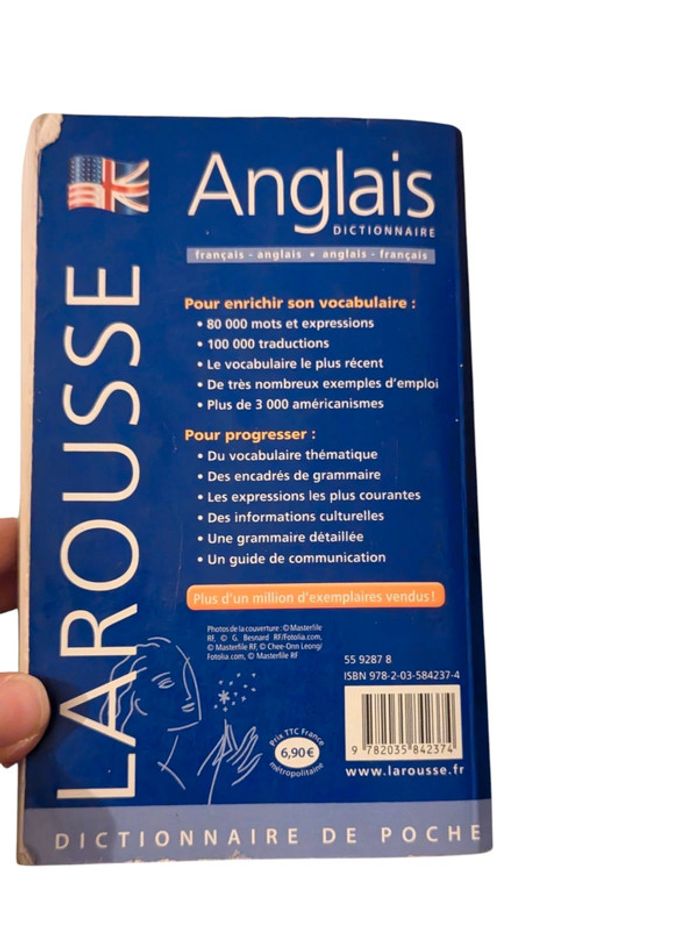 Anglais
DICTIONNAIRE
français - anglais • anglais - français
LAROUSSE
Pour enrichir son vocabulaire :
• 80 000 mots et expressions
• 100 000 traductions
• Le vocabulaire le plus récent
• De très nombreux exemples d'emploi
• Plus de 3 000 américanismes
Pour progresser :
• Du vocabulaire thématique
• Des encadrés de grammaire
• Les expressions les plus courantes
• Des informations culturelles
• Une grammaire détaillée
• Un guide de communication
Plus d'un million d'exemplaires vendus !
Photos de la couverture : © Masterfile
RF, © G. Besnard RF/Fotolia.com,
© Masterfile RF, © Chee-Onn Leong/
Fotolia.com, © Masterfile RF
55 9287 8
ISBN 978-2-03-584237-4
9 782035 842374
www.larousse.fr
Prix TTC France
6,90 €
métropolitaine
DICTIONNAIRE DE POCHE